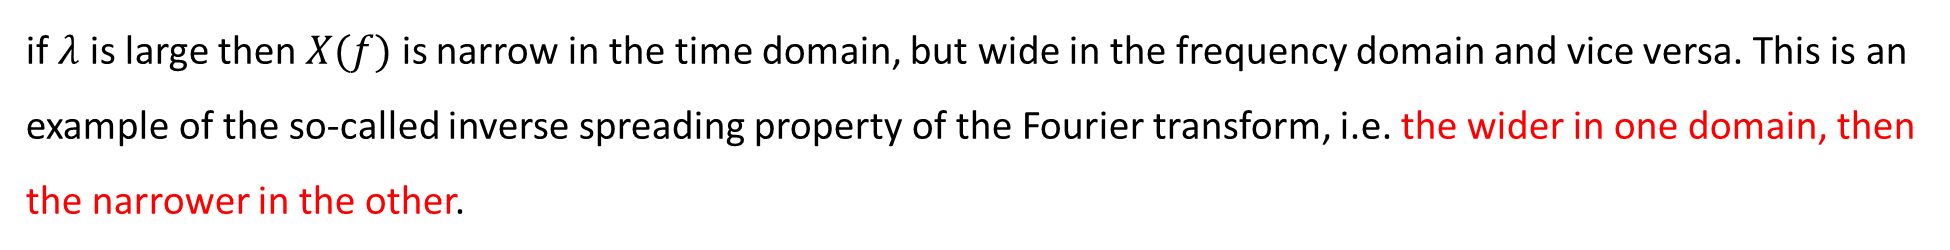 if λ is large then X(f) is narrow in the time domain, but wide in the frequency domain and vice versa. This is an
example of the so-called inverse spreading property of the Fourier transform, i.e. the wider in one domain, then
the narrower in the other.